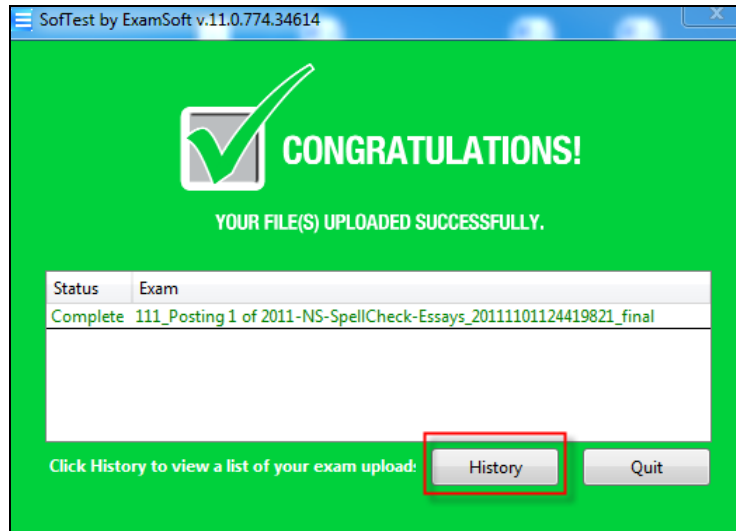 SofTest by ExamSoft v.11.0.774.34614
CONGRATULATIONS!
YOUR FILE(S) UPLOADED SUCCESSFULLY.
Status Exam
Complete 111_Posting 1 of 2011-NS-SpellCheck-Essays_20111101124419821_final
Click History to view a list of your exam upload: History Quit